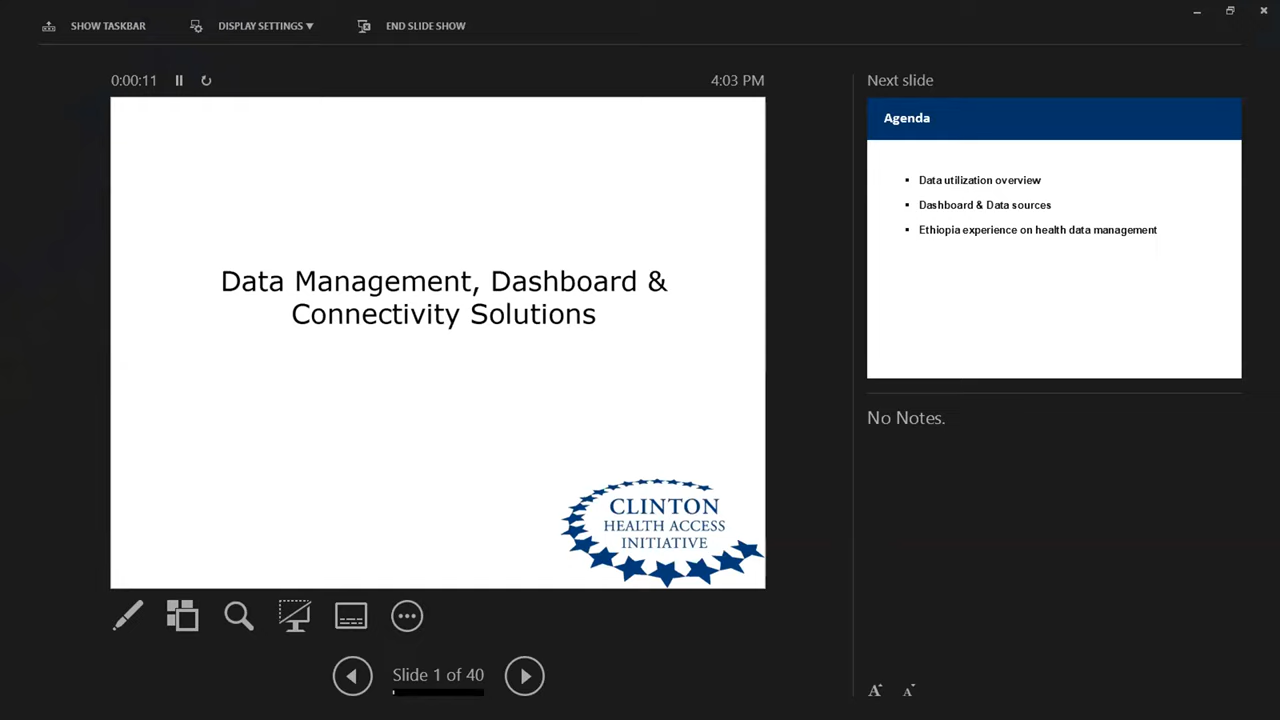 SHOW TASKBAR
DISPLAY SETTINGS ▾
END SLIDE SHOW
0:00:11
4:03 PM
Data Management, Dashboard &
Connectivity Solutions
CLINTON
HEALTH ACCESS
INITIATIVE
Slide 1 of 40
Next slide
Agenda
▪ Data utilization overview
▪ Dashboard & Data sources
▪ Ethiopia experience on health data management
No Notes.
A A